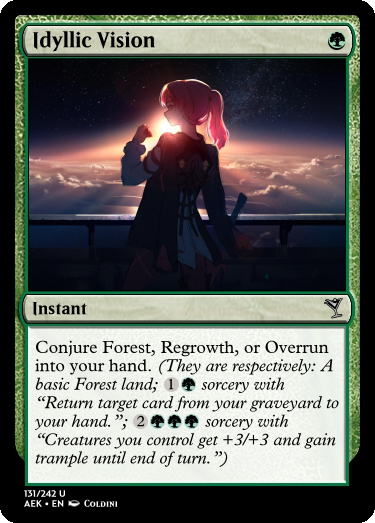 Idyllic Vision
Instant
Conjure Forest, Regrowth, or Overrun
into your hand. (They are respectively: A
basic Forest land; 1 sorcery with
“Return target card from your graveyard to
your hand.”; 2 sorcery with
“Creatures you control get +3/+3 and gain
trample until end of turn.”)
131/242 U
AEK • EN Coldini